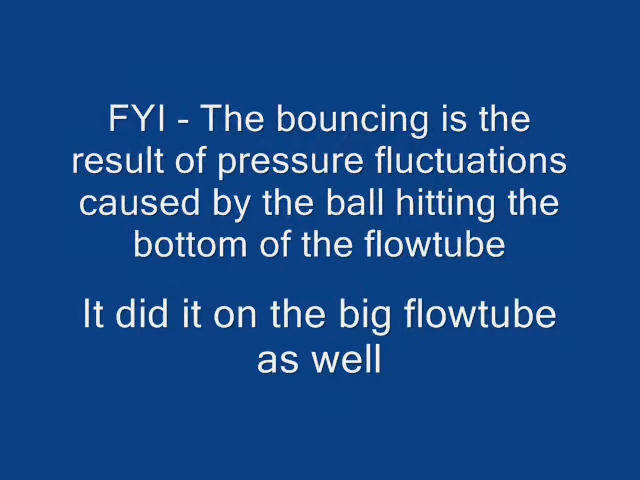 FYI - The bouncing is the
result of pressure fluctuations
caused by the ball hitting the
bottom of the flowtube
It did it on the big flowtube
as well